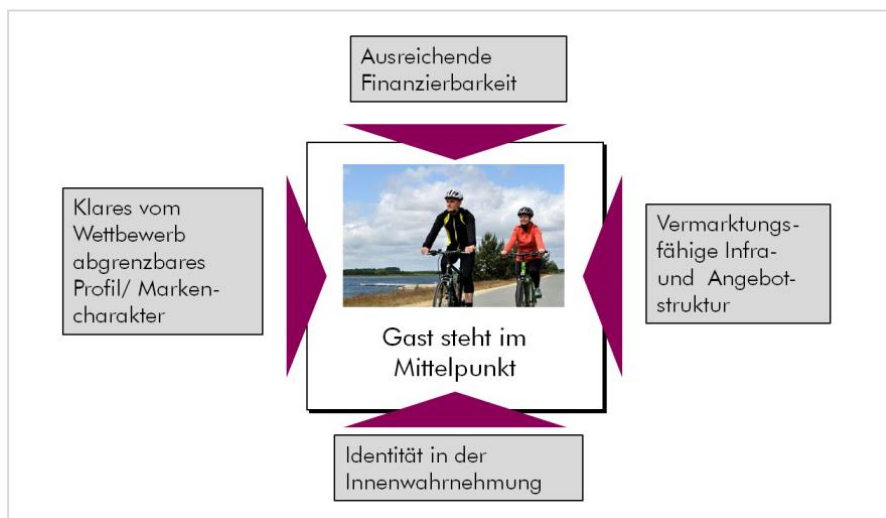 Ausreichende
Finanzierbarkeit
Klares vom
Wettbewerb
abgrenzbares
Profil/ Marken-
charakter
Gast steht im
Mittelpunkt
Vermarktungs-
fähige Infra-
und Angebot-
struktur
Identität in der
Innenwahrnehmung